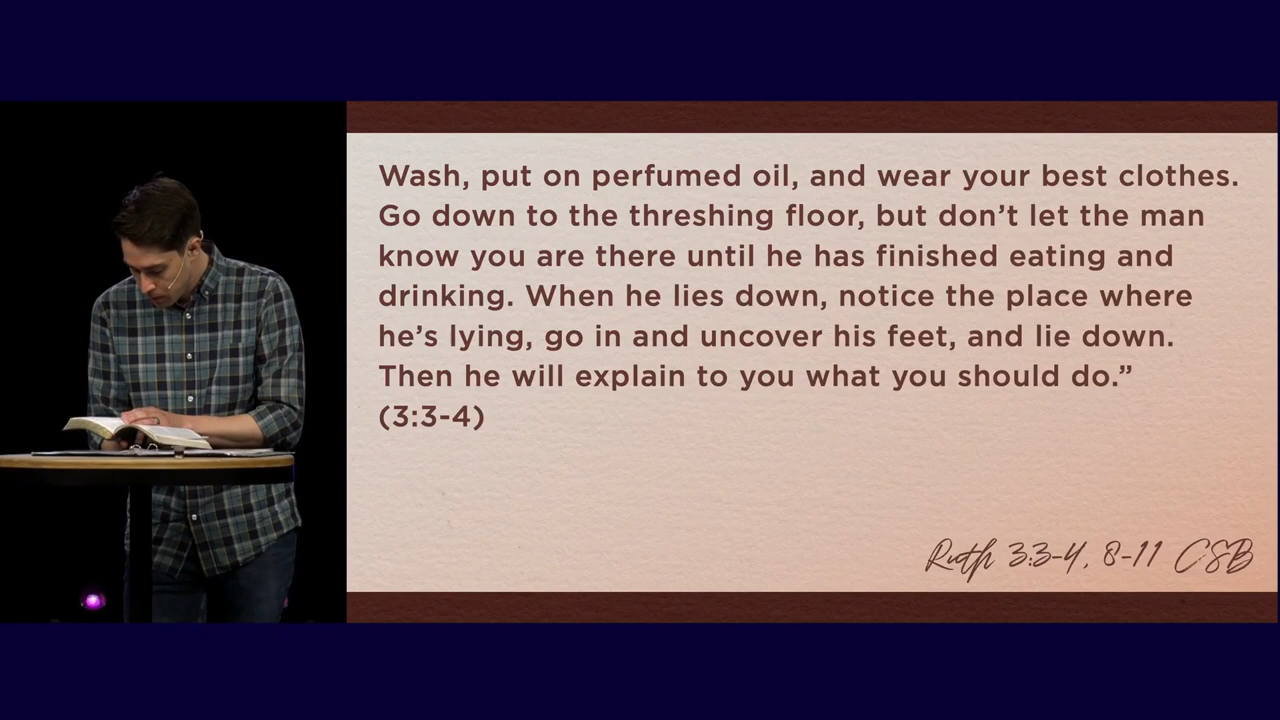 Wash, put on perfumed oil, and wear your best clothes.
Go down to the threshing floor, but don’t let the man
know you are there until he has finished eating and
drinking. When he lies down, notice the place where
he’s lying, go in and uncover his feet, and lie down.
Then he will explain to you what you should do.”
(3:3-4)
Ruth 3:3-4, 8-11 CSB